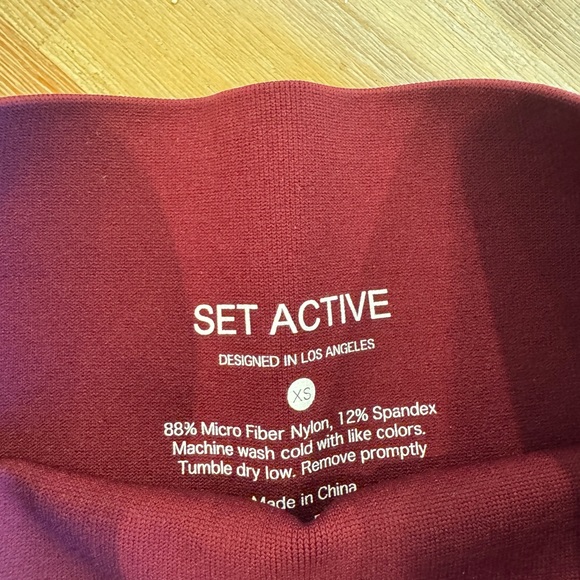 SET ACTIVE
DESIGNED IN LOS ANGELES
XS
88% Micro Fiber Nylon, 12% Spandex
Machine wash cold with like colors.
Tumble dry low. Remove promptly
Made in China